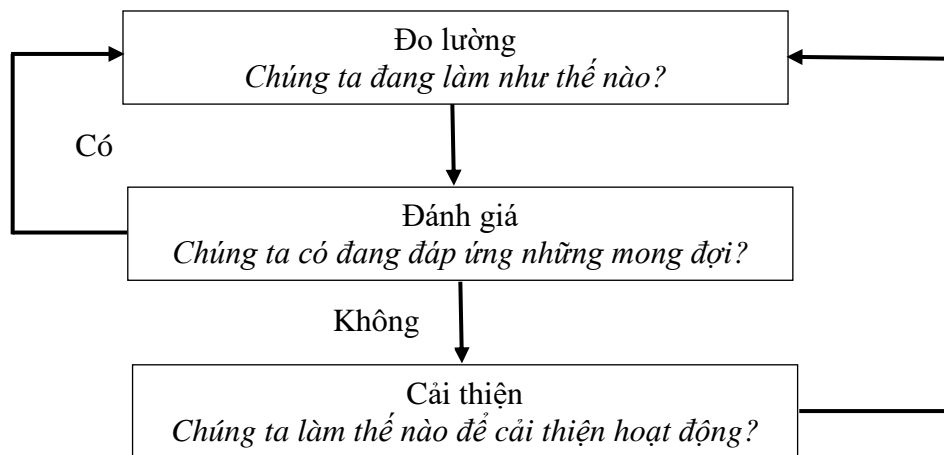 Đo lường
Chúng ta đang làm như thế nào?
Có
Đánh giá
Chúng ta có đang đáp ứng những mong đợi?
Không
Cải thiện
Chúng ta làm thế nào để cải thiện hoạt động?